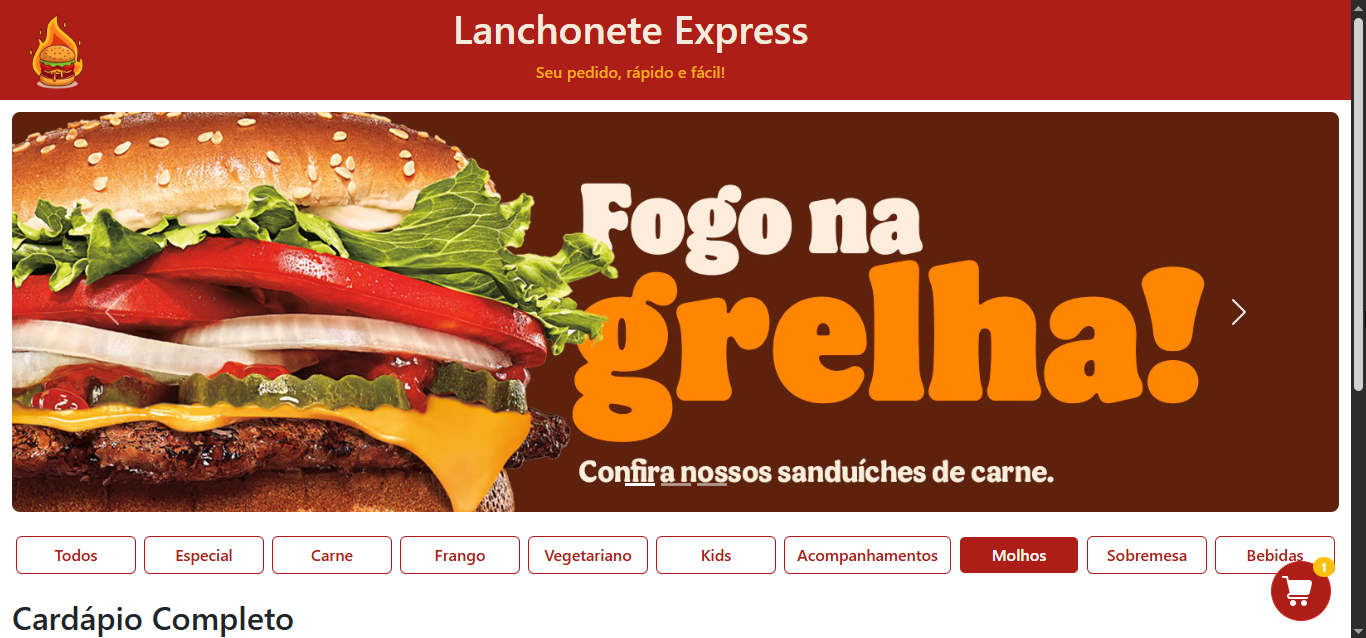 Lanchonete Express
Seu pedido, rápido e fácil!
Fogo na
grelha!
Confira nossos sanduíches de carne.
Todos
Especial
Carne
Frango
Vegetariano
Kids
Acompanhamentos
Molhos
Sobremesa
Bebidas
1
Cardápio Completo